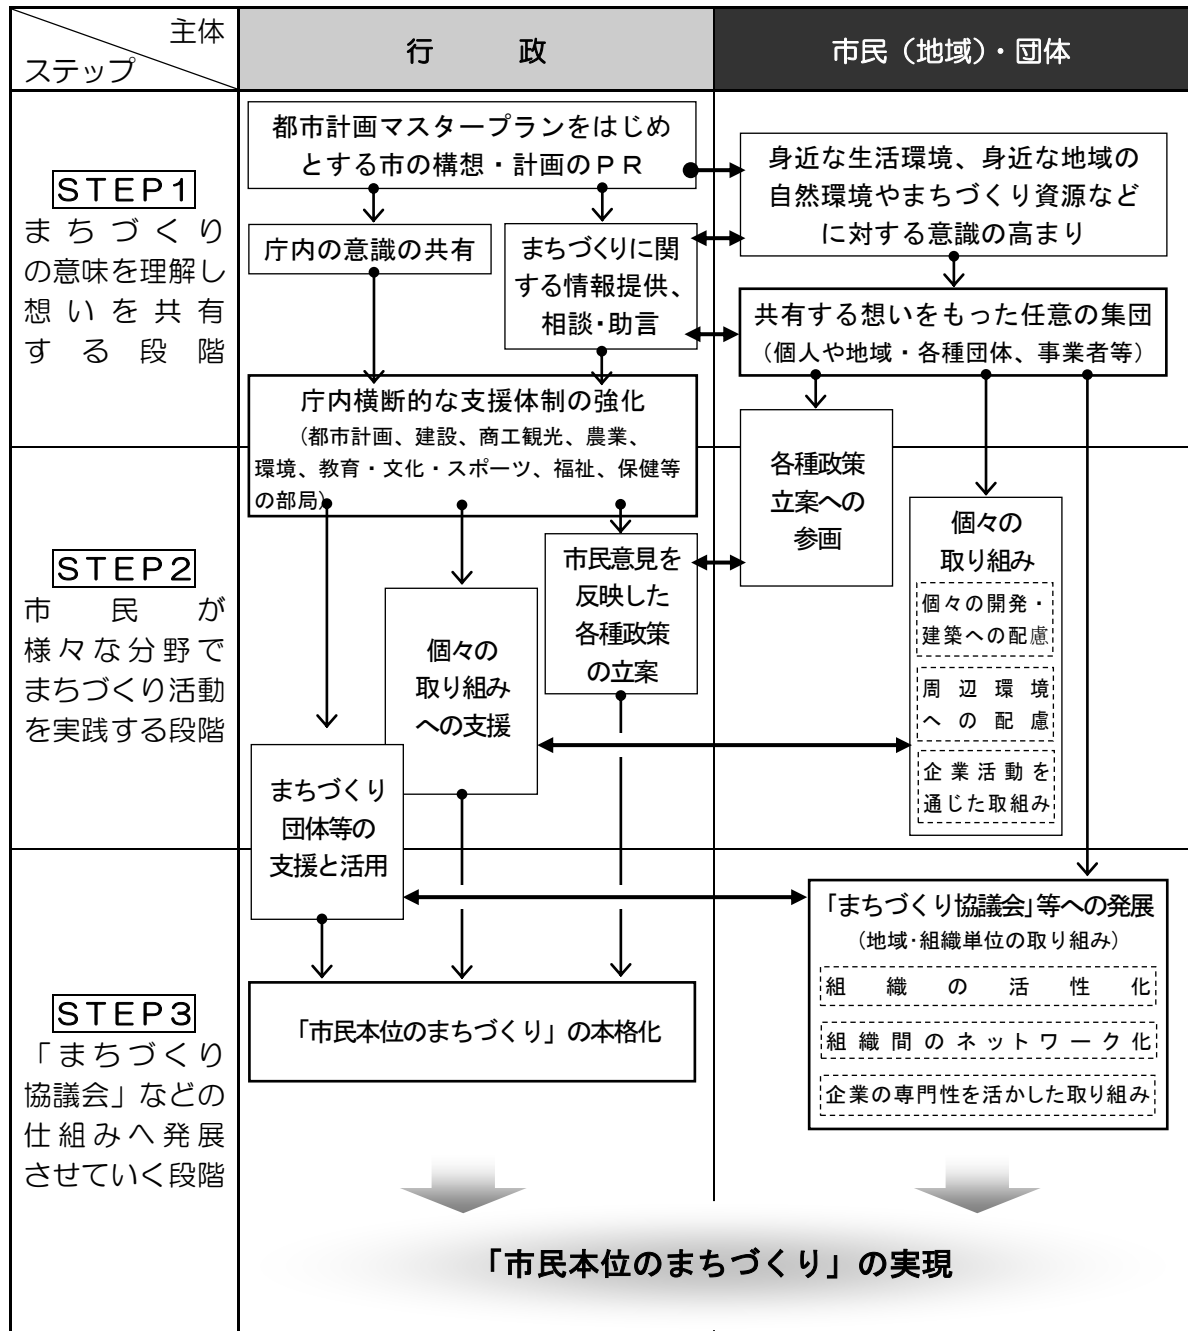 主体
ステップ
行 政
市民（地域）・団体
STEP1
まちづくり
の意味を理解し
想いを共有
する段階
都市計画マスタープランをはじめ
とする市の構想・計画のＰＲ
庁内の意識の共有
まちづくりに関
する情報提供、
相談・助言
身近な生活環境、身近な地域の
自然環境やまちづくり資源など
に対する意識の高まり
共有する想いをもった任意の集団
（個人や地域・各種団体、事業者等）
庁内横断的な支援体制の強化
（都市計画、建設、商工観光、農業、
環境、教育・文化・スポーツ、福祉、保健等
の部局）
各種政策
立案への
参画
STEP2
市民が
様々な分野で
まちづくり活動
を実践する段階
市民意見を
反映した
各種政策
の立案
個々の
取り組み
への支援
まちづくり
団体等の
支援と活用
個々の
取り組み
個々の開発・
建築への配慮
周辺環境
への配慮
企業活動を
通じた取組み
STEP3
「まちづくり
協議会」などの
仕組みへ発展
させていく段階
「市民本位のまちづくり」の本格化
「まちづくり協議会」等への発展
（地域・組織単位の取り組み）
組織の活性化
組織間のネットワーク化
企業の専門性を活かした取り組み
「市民本位のまちづくり」の実現